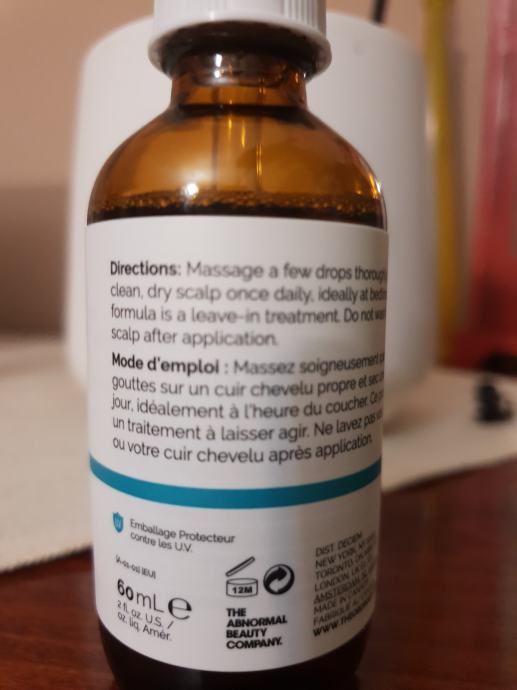 Directions: Massage a few drops
clean, dry scalp once daily, ideally at
formula is a leave-in treatment. Do not
scalp after application.
Mode d'emploi : Massez soigneusement
gouttes sur un cuir chevelu propre et sec
jour, idéalement à l'heure du coucher. Ce
un traitement à laisser agir. Ne lavez pas
ou votre cuir chevelu après application.
Emballage Protecteur
contre les U.V.
60 mL e
2 fl. oz. U.S. /
oz. liq. Amér.
12M
THE
ABNORMAL
BEAUTY
COMPANY.
DIST. DECIEM
NEW YORK, NY
TORONTO,
LONDON,
AMSTERDAM,
MADE IN
FABRIQUÉ AU